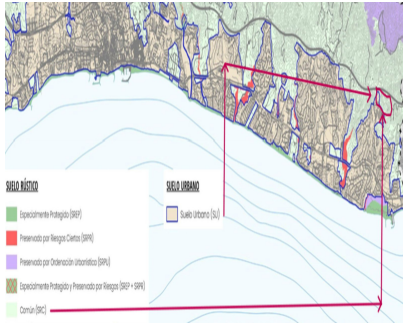 SUELO RÚSTICO
Especialmente Protegido (SREP)
Preservado por Riesgos Ciertos (SRPR)
Preservado por Ordenación Urbanística (SRPU)
Especialmente Protegido y Preservado por Riesgos (SREP + SRPR)
Común (SRC)
SUELO URBANO
Suelo Urbano (SU)